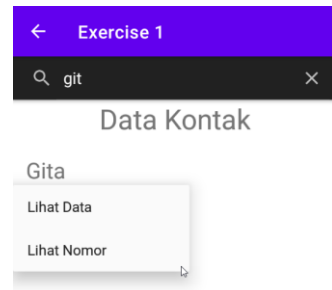 Exercise 1
git
Data Kontak
Gita
Lihat Data
Lihat Nomor